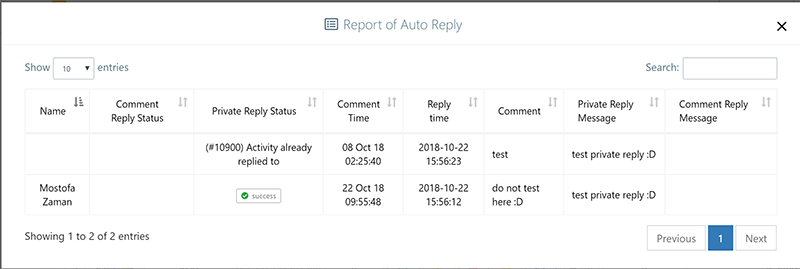 Report of Auto Reply
Show 10 entries Search:
Name Comment Reply Status Private Reply Status Comment Time Reply time Comment Private Reply Message Comment Reply Message
(#10900) Activity already replied to 08 Oct 18 02:25:40 2018-10-22 15:56:23 test test private reply :D
Mostofa Zaman success 22 Oct 18 09:55:48 2018-10-22 15:56:12 do not test here :D test private reply :D
Showing 1 to 2 of 2 entries Previous 1 Next